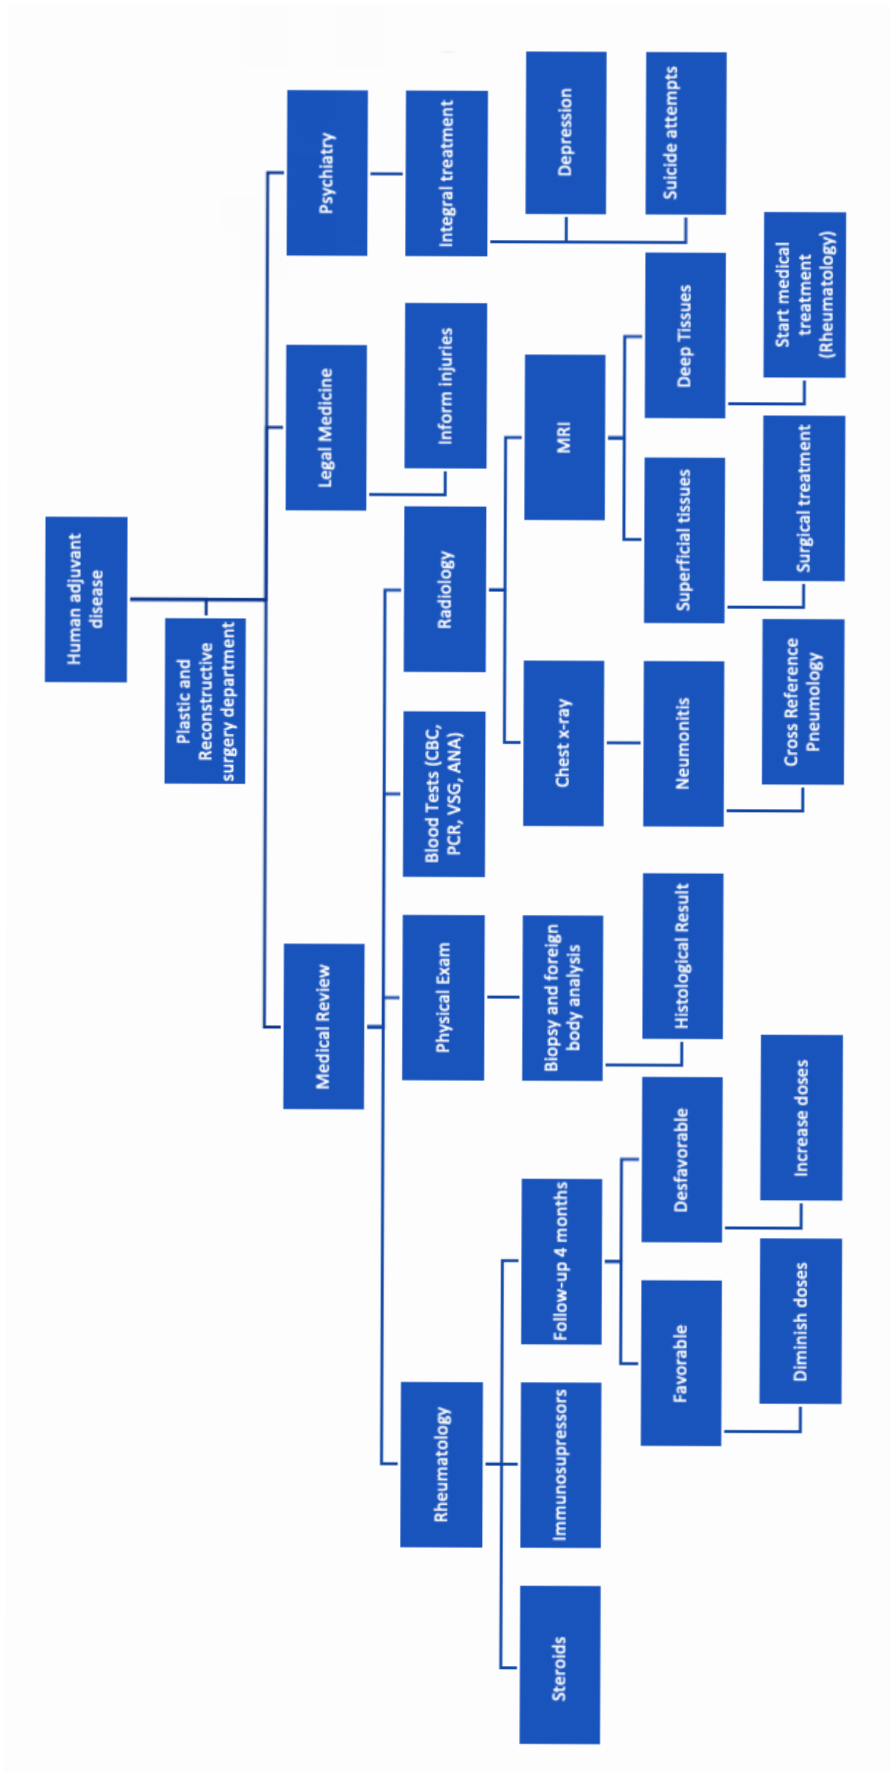 Human adjuvant
disease
Plastic and
Reconstructive
surgery department
Medical Review
Legal Medicine
Psychiatry
Rheumatology
Physical Exam
Blood Tests (CBC,
PCR, VSG, ANA)
Radiology
Inform injuries
Integral treatment
Steroids
Immunosupressors
Follow-up 4 months
Biopsy and foreign
body analysis
Chest x-ray
MRI
Depression
Favorable
Desfavorable
Histological Result
Neumonitis
Superficial tissues
Deep Tissues
Suicide attempts
Diminish doses
Increase doses
Cross Reference
Pneumology
Surgical treatment
Start medical
treatment
(Rheumatology)